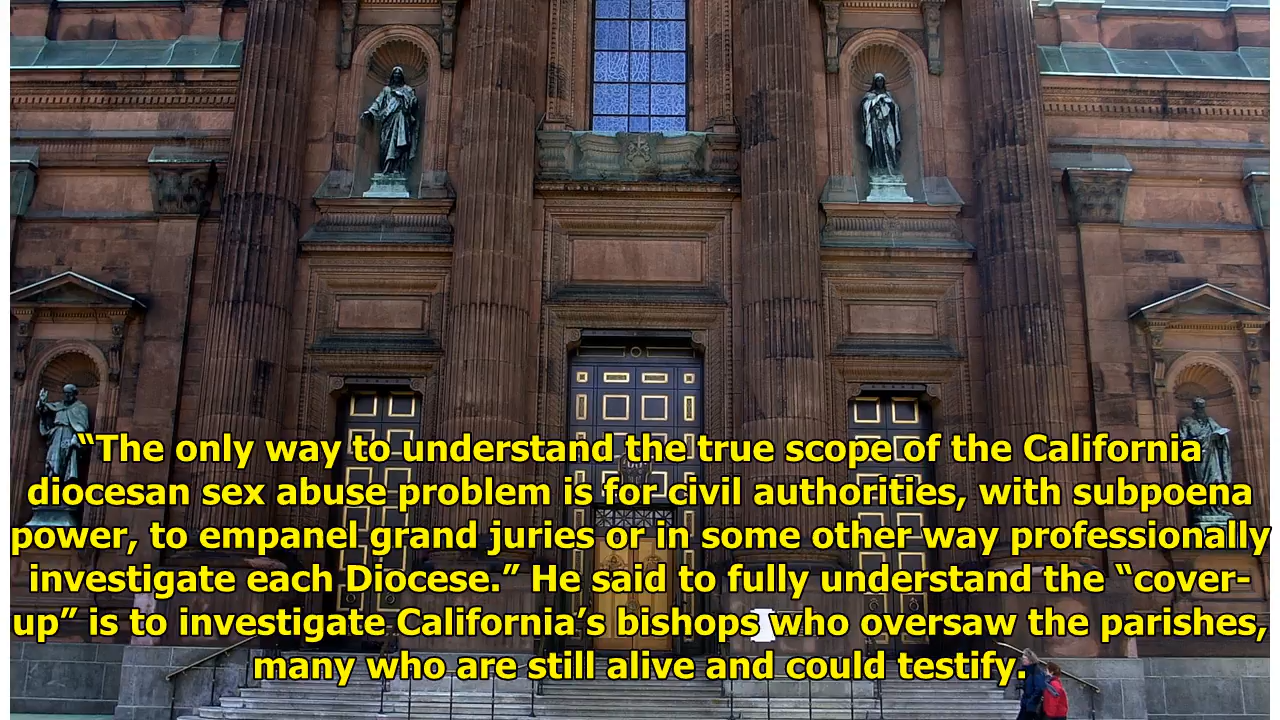 “The only way to understand the true scope of the California
diocesan sex abuse problem is for civil authorities, with subpoena
power, to empanel grand juries or in some other way professionally
investigate each Diocese.” He said to fully understand the “cover-
up” is to investigate California’s bishops who oversaw the parishes,
many who are still alive and could testify.